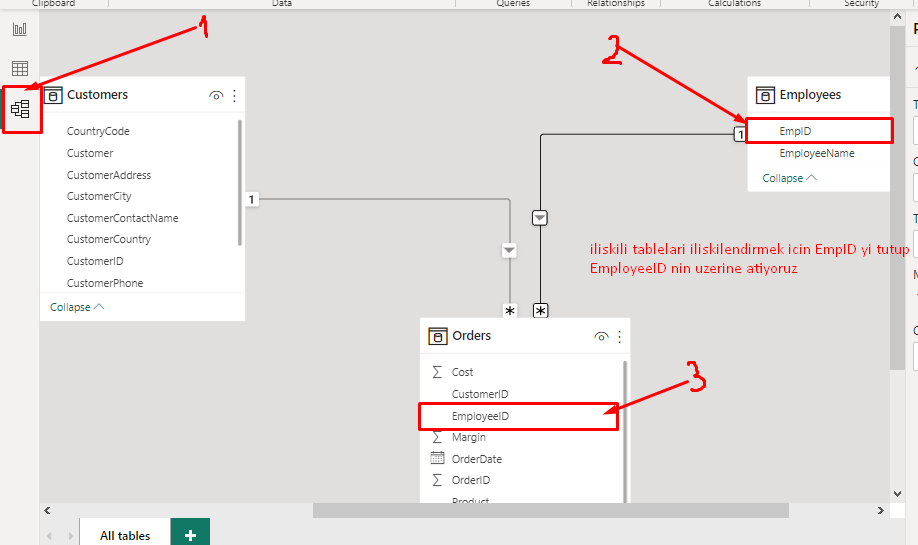 Clipboard
Data
Queries
Relationships
Calculations
Security
1
2
Customers
CountryCode
Customer
CustomerAddress
CustomerCity
CustomerContactName
CustomerCountry
CustomerID
CustomerPhone
Collapse
1
Employees
1
EmpID
EmployeeName
Collapse
iliskili tablelari iliskilendirmek icin EmpID yi tutup
EmployeeID nin uzerine atiyoruz
*
*
Orders
3
Σ Cost
CustomerID
EmployeeID
Σ Margin
OrderDate
Σ OrderID
Product
All tables
+